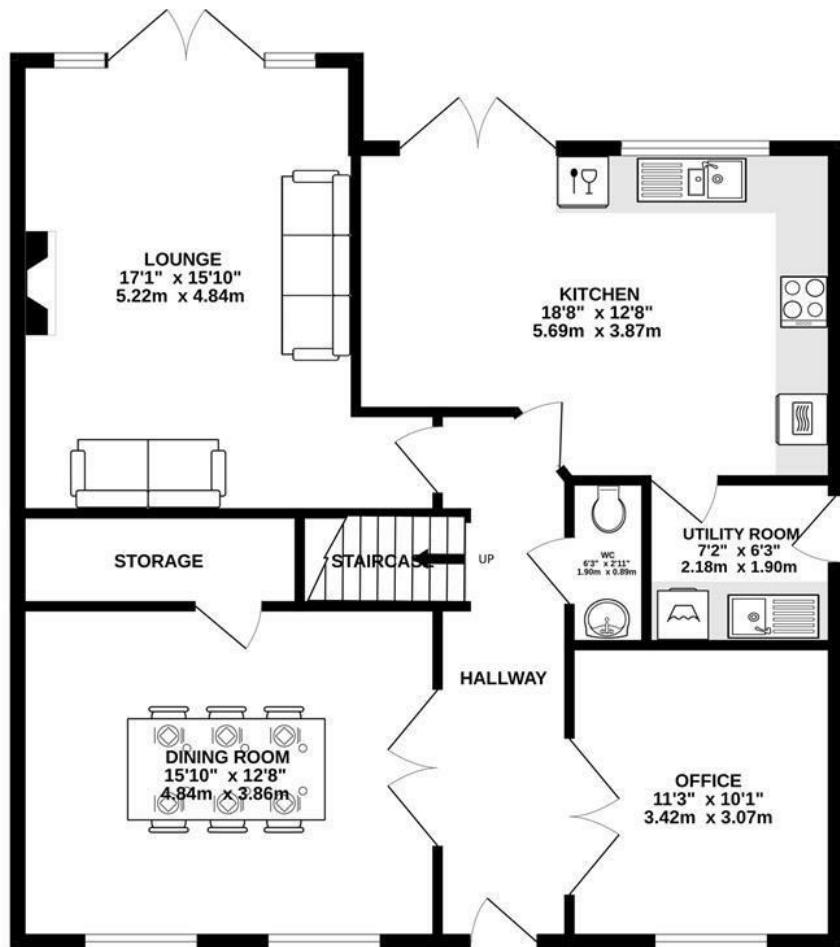 LOUNGE
17'1" x 15'10"
5.22m x 4.84m
KITCHEN
18'8" x 12'8"
5.69m x 3.87m
STORAGE
STAIRCASE
UP
WC
6'3" x 2'11"
1.90m x 0.89m
UTILITY ROOM
7'2" x 6'3"
2.18m x 1.90m
HALLWAY
DINING ROOM
15'10" x 12'8"
4.84m x 3.86m
OFFICE
11'3" x 10'1"
3.42m x 3.07m